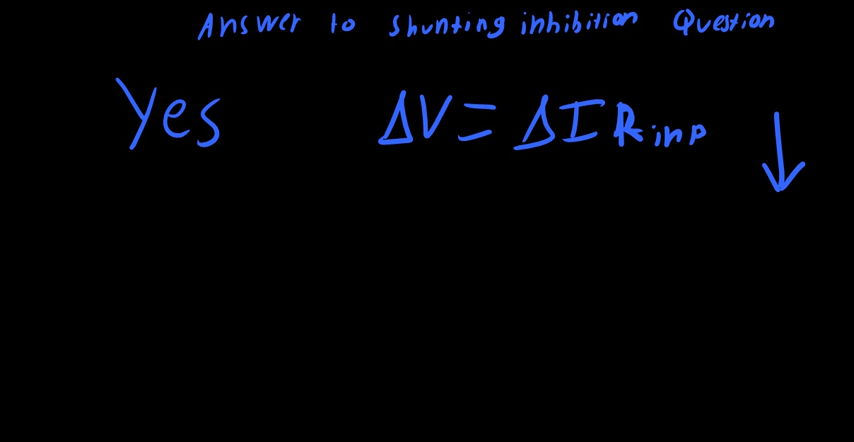 Answer to shunting inhibition Question
Yes ΔV = ΔI Rinp ↓